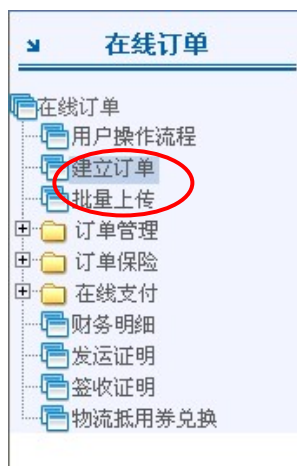 在线订单
在线订单
用户操作流程
建立订单
批量上传
订单管理
订单保险
在线支付
财务明细
发运证明
签收证明
物流抵用券兑换